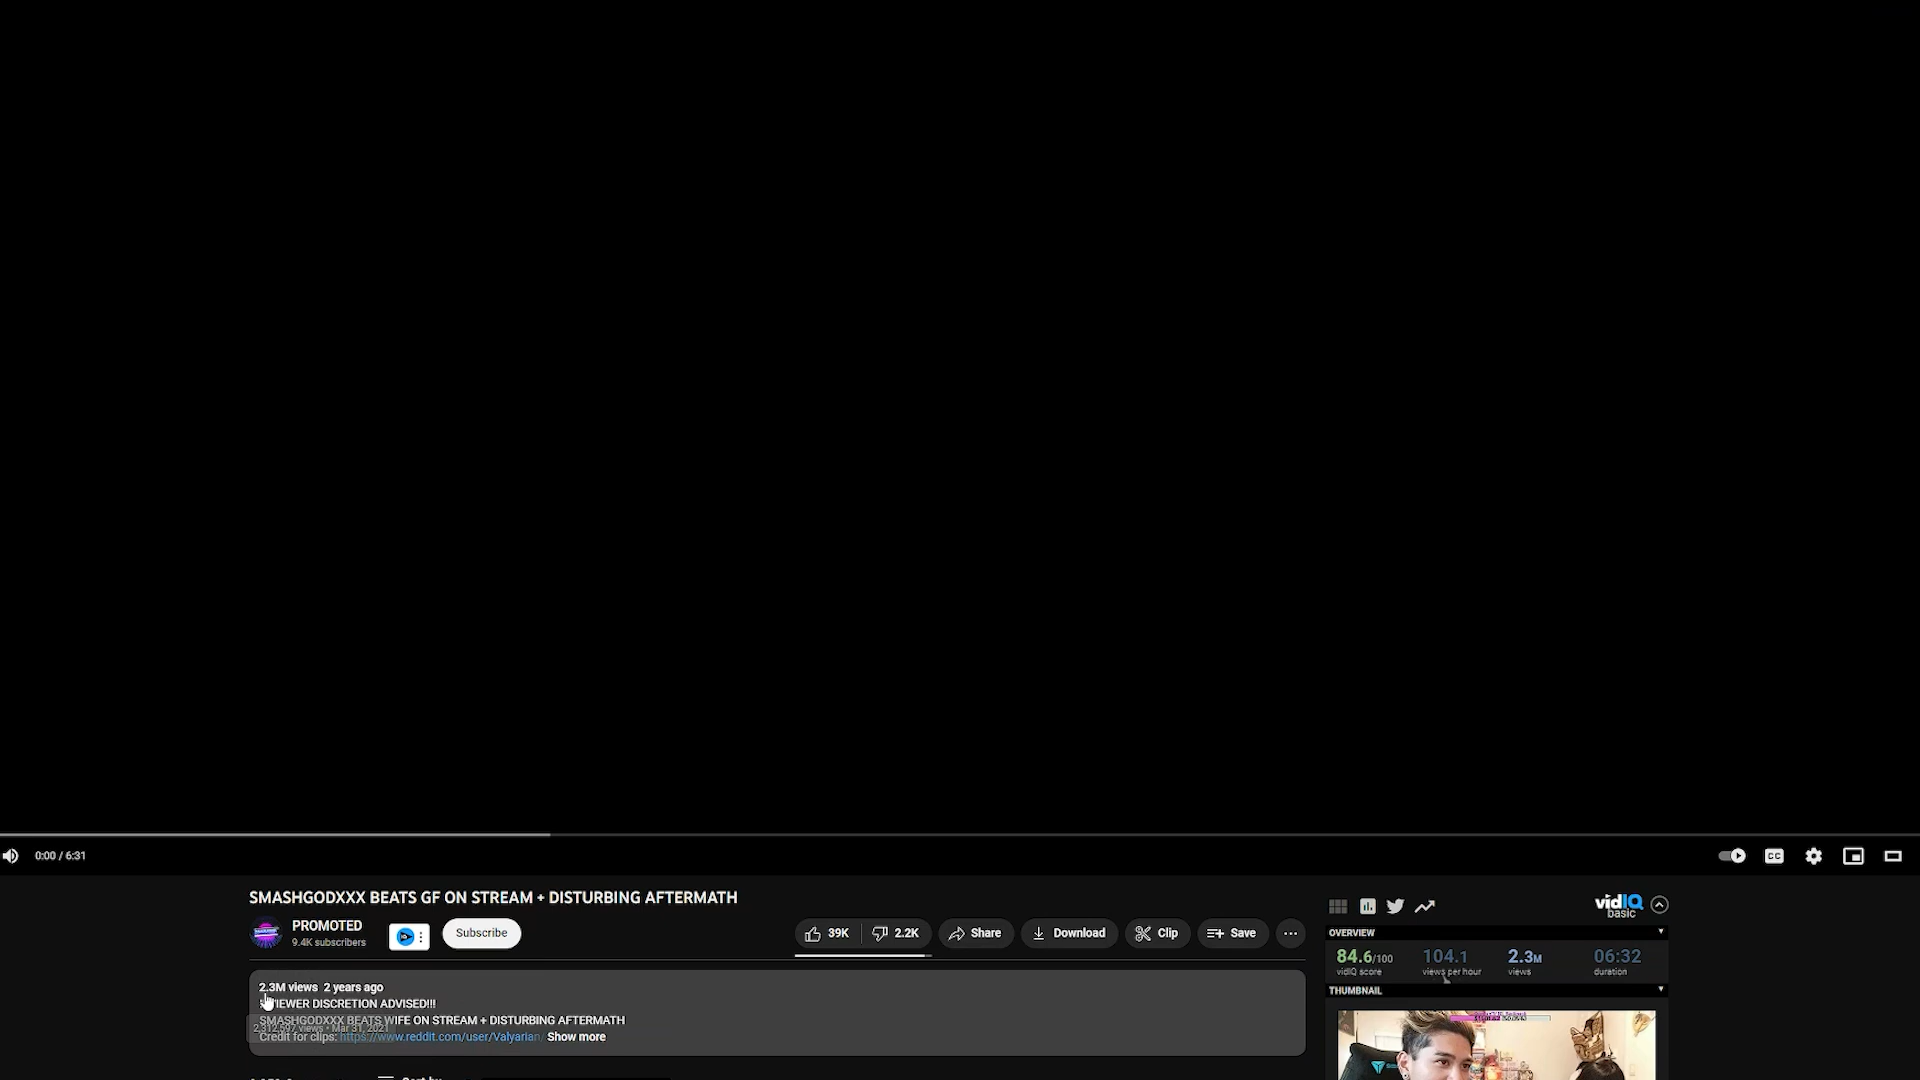 0:00 / 6:31
CC
SMASHGODXXX BEATS GF ON STREAM + DISTURBING AFTERMATH
PROMOTED
9.4K subscribers
Subscribe
39K
2.2K
Share
Download
Clip
Save
2.3M views 2 years ago
VIEWER DISCRETION ADVISED!!!
SMASHGODXXX BEATS WIFE ON STREAM + DISTURBING AFTERMATH
2,312,597 views • Mar 31, 2021
Credit for clips: https://www.reddit.com/user/Valyarian/ Show more
vidIQ
basic
OVERVIEW
84.6/100
vidIQ score
104.1
views per hour
2.3M
views
06:32
duration
THUMBNAIL